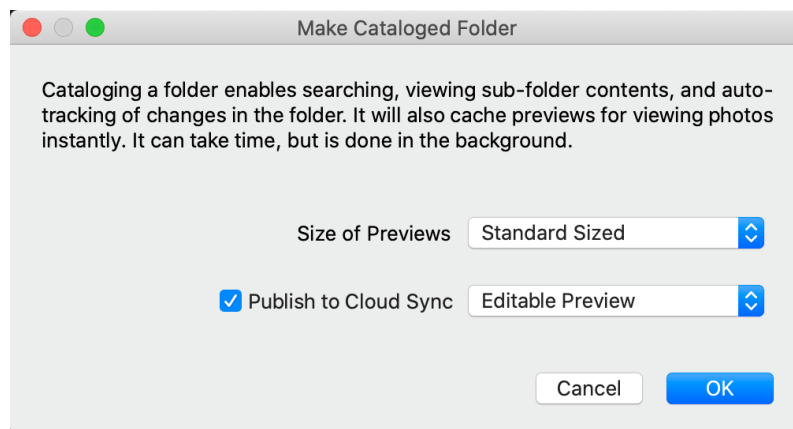 Make Cataloged Folder
Cataloging a folder enables searching, viewing sub-folder contents, and auto-
tracking of changes in the folder. It will also cache previews for viewing photos
instantly. It can take time, but is done in the background.
Size of Previews Standard Sized
Publish to Cloud Sync Editable Preview
Cancel OK